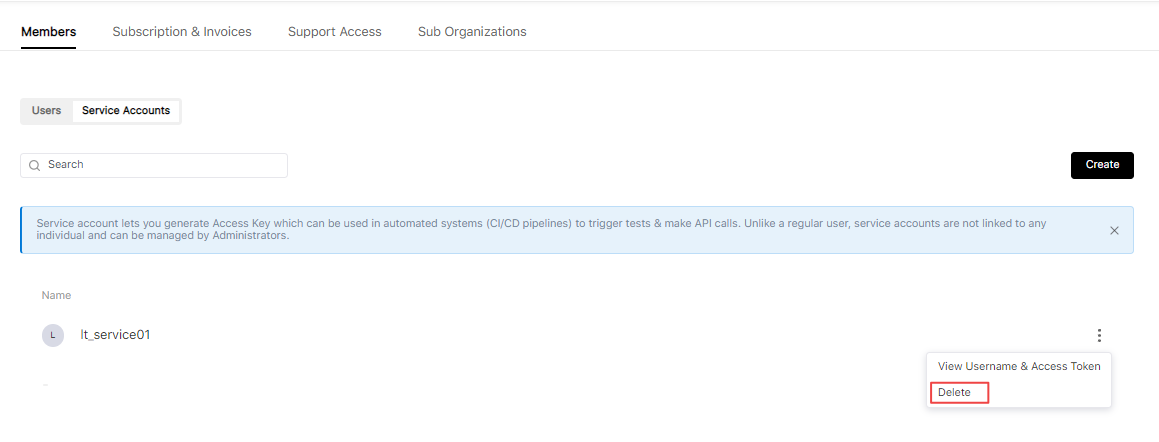 Members Subscription & Invoices Support Access Sub Organizations
Users Service Accounts
Search
Create
Service account lets you generate Access Key which can be used in automated systems (CI/CD pipelines) to trigger tests & make API calls. Unlike a regular user, service accounts are not linked to any
individual and can be managed by Administrators.
Name
L lt_service01
View Username & Access Token
Delete